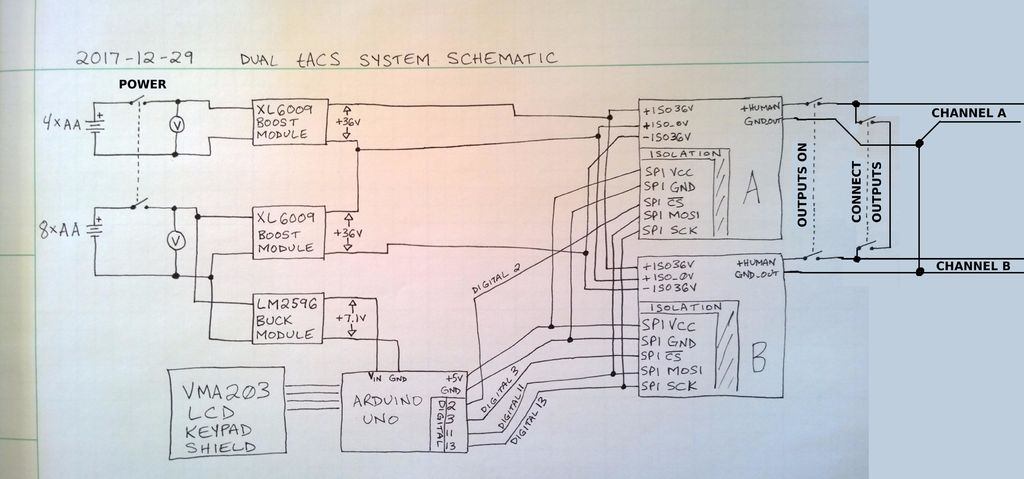 2017-12-29 DUAL tACS SYSTEM SCHEMATIC
POWER
4×AA
V
XL6009
BOOST
MODULE
+36V
8×AA
V
XL6009
BOOST
MODULE
+36V
LM2596
BUCK
MODULE
+7.1V
VMA203
LCD
KEYPAD
SHIELD
VIN GND
+5V
GND
ARDUINO
UNO
DIGITAL
2
3
11
13
DIGITAL 2
DIGITAL 3
DIGITAL 11
DIGITAL 13
+ISO36V
+ISO_0V
-ISO36V
+HUMAN
GND_OUT
ISOLATION
SPI VCC
SPI GND
SPI CS
SPI MOSI
SPI SCK
A
+ISO36V
+ISO_0V
-ISO36V
+HUMAN
GND_OUT
ISOLATION
SPI VCC
SPI GND
SPI CS
SPI MOSI
SPI SCK
B
OUTPUTS ON
CONNECT
OUTPUTS
CHANNEL A
CHANNEL B